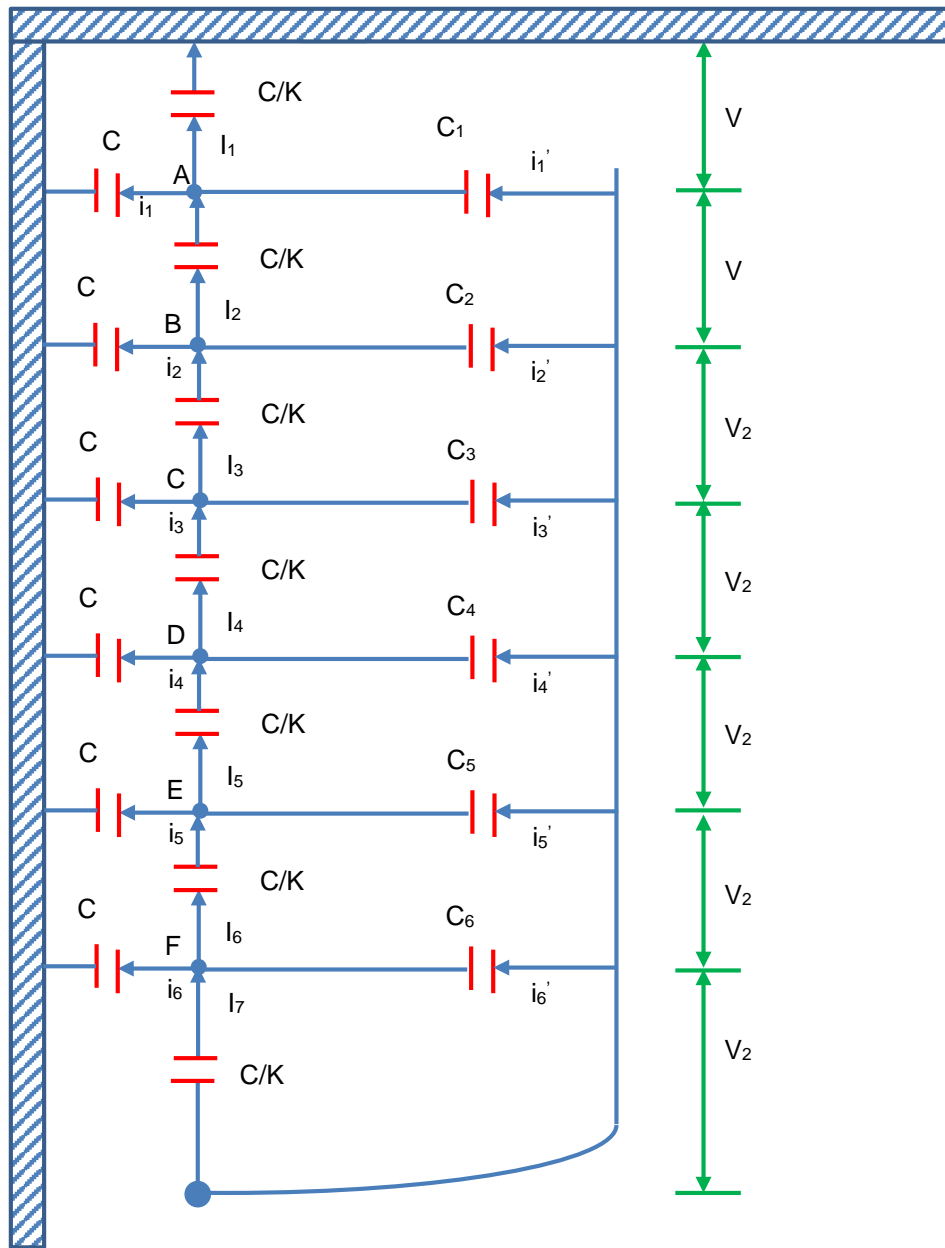 C/K
V
C
C₁
I₁
i₁’
A
i₁
C/K
V
C
C₂
I₂
B
i₂
i₂’
C/K
V₂
C
C₃
I₃
C
i₃
i₃’
C/K
V₂
C
C₄
I₄
D
i₄
i₄’
C/K
V₂
C
C₅
I₅
E
i₅
i₅’
C/K
V₂
C
C₆
I₆
F
i₆
i₆’
I₇
V₂
C/K